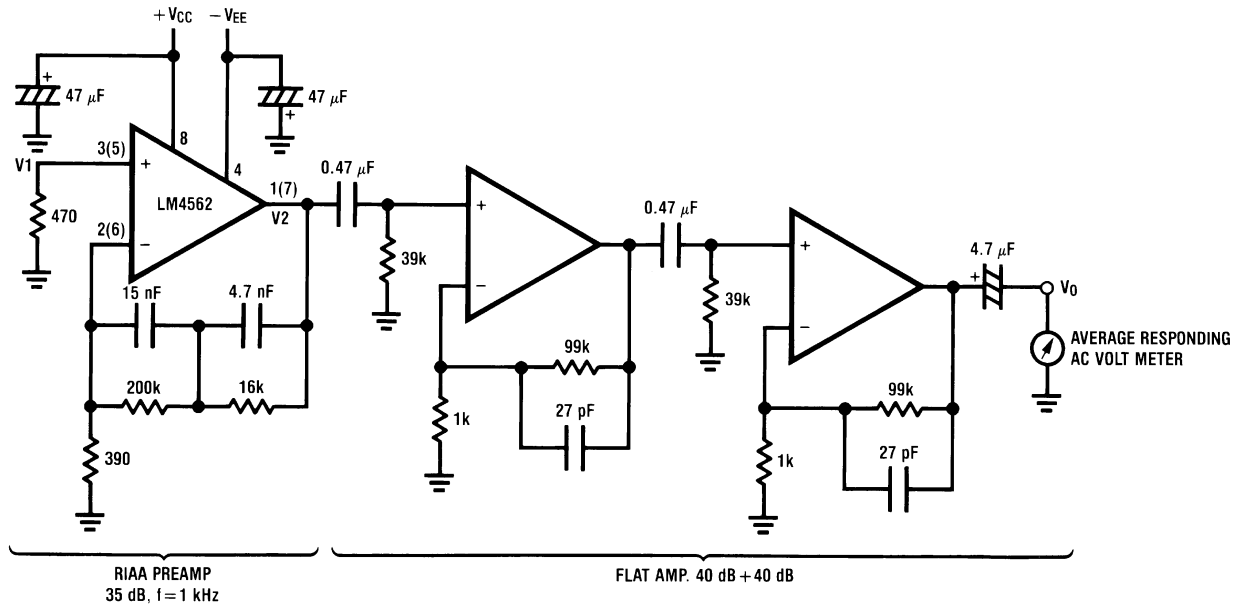 +VCC −VEE
+
47 μF
47 μF
+
3(5)
8
V1
+
4
0.47 μF
1(7)
LM4562
V2
470
2(6)
−
+
39k
−
0.47 μF
+
39k
−
4.7 μF
+
VO
AVERAGE RESPONDING
AC VOLT METER
15 nF
4.7 nF
200k
16k
390
99k
27 pF
1k
99k
27 pF
1k
RIAA PREAMP
35 dB, f=1 kHz
FLAT AMP. 40 dB+40 dB